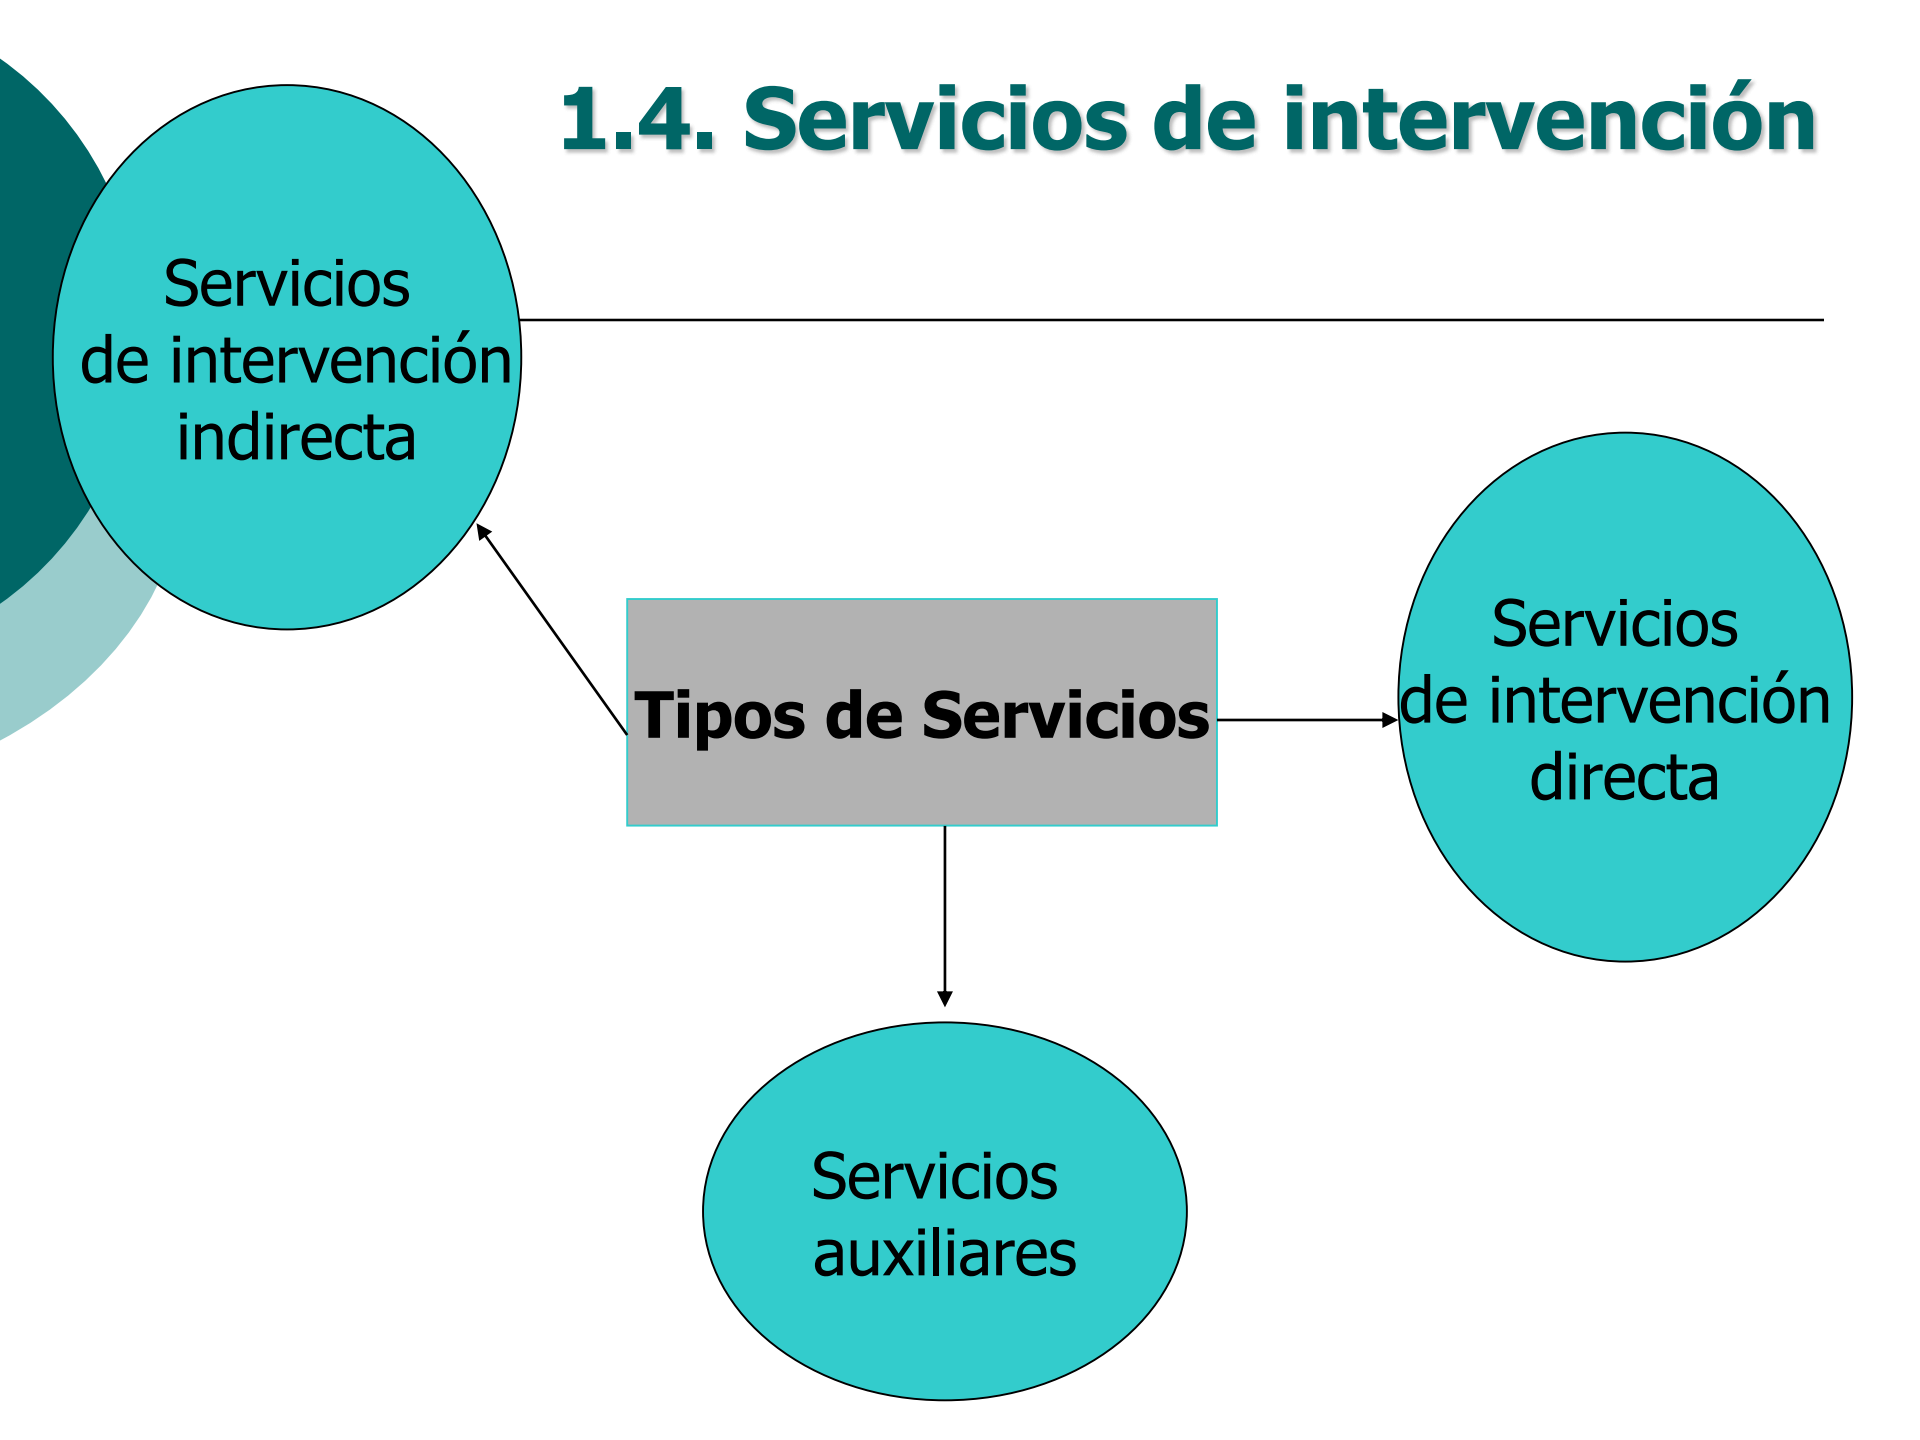 1.4. Servicios de intervención
Servicios
de intervención
indirecta
Tipos de Servicios
Servicios
de intervención
directa
Servicios
auxiliares